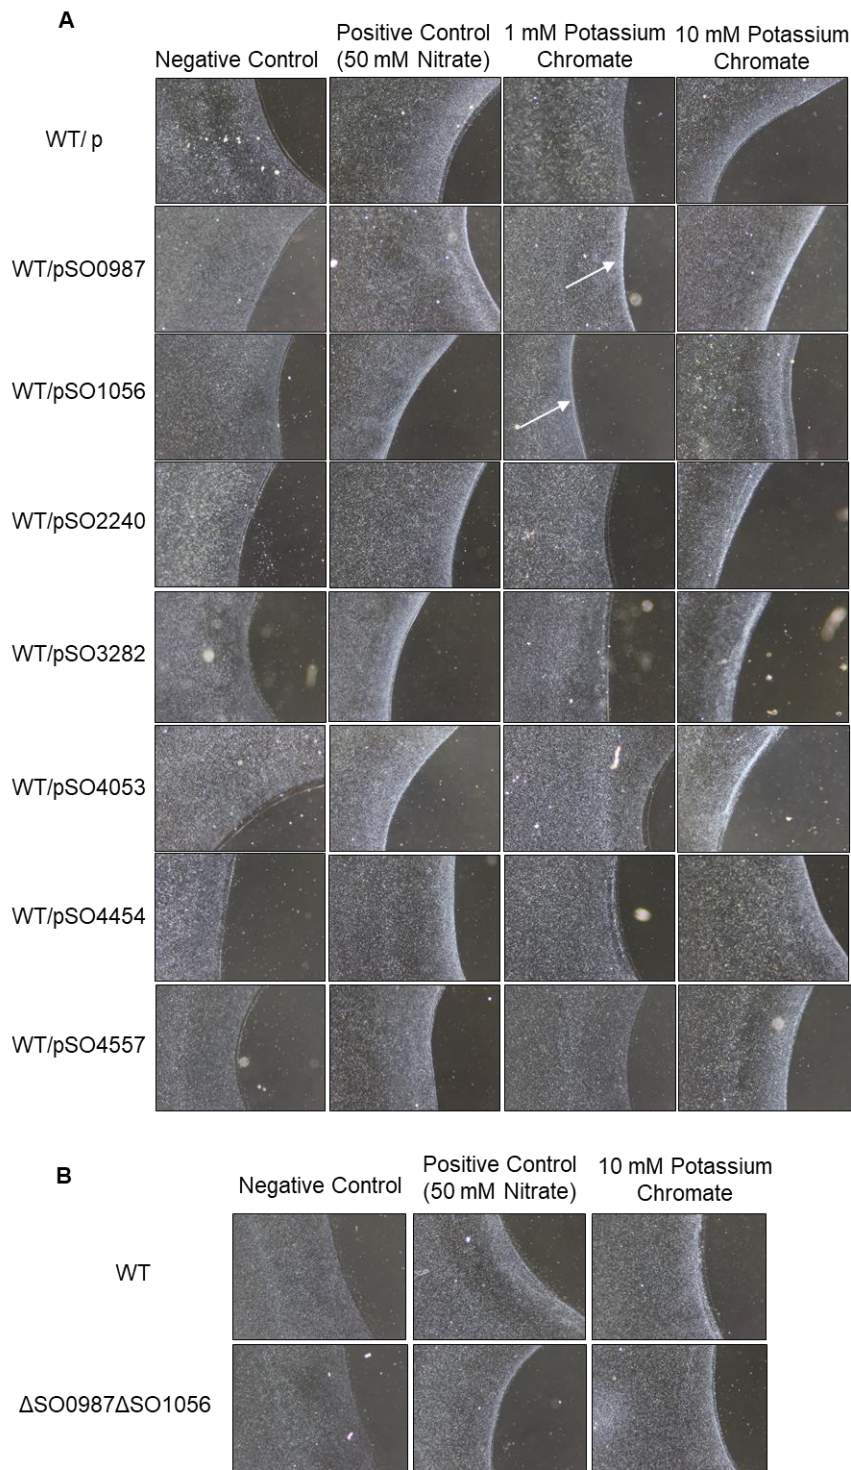 A
Negative Control
Positive Control
(50 mM Nitrate)
1 mM Potassium
Chromate
10 mM Potassium
Chromate
WT/ p
WT/pSO0987
WT/pSO1056
WT/pSO2240
WT/pSO3282
WT/pSO4053
WT/pSO4454
WT/pSO4557
B
Negative Control
Positive Control
(50 mM Nitrate)
10 mM Potassium
Chromate
WT
ΔSO0987ΔSO1056